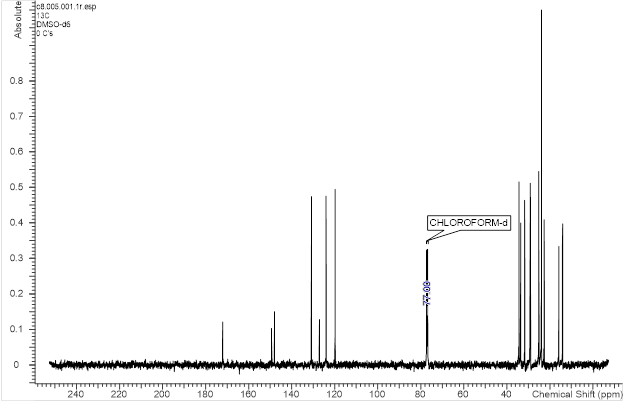 c8.005.001.1r.esp
13C
DMSO-d6
0 C's
Absolute
0.8
0.7
0.6
0.5
0.4
0.3
0.2
0.1
0
CHLOROFORM-d
77.08
240 220 200 180 160 140 120 100 80 60 40 20 Chemical Shift (ppm)